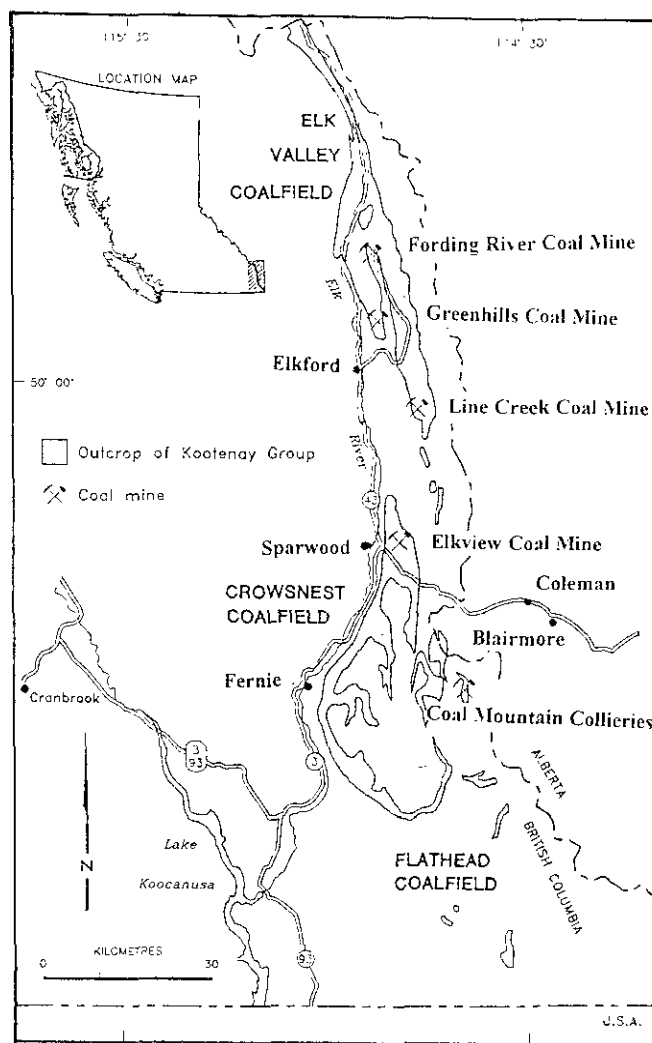 115° 30'
114° 30'
LOCATION MAP
ELK
VALLEY
COALFIELD
Fording River Coal Mine
Elk
Greenhills Coal Mine
Elkford
50° 00'
Line Creek Coal Mine
River
Outcrop of Kootenay Group
Coal mine
43
Sparwood
Elkview Coal Mine
CROWSNEST
COALFIELD
Coleman
Blairmore
Fernie
Cranbrook
Coal Mountain Collieries
3
93
3
ALBERTA
BRITISH COLUMBIA
N
Lake
Koocanusa
FLATHEAD
COALFIELD
KILOMETRES
0 30
93
U.S.A.